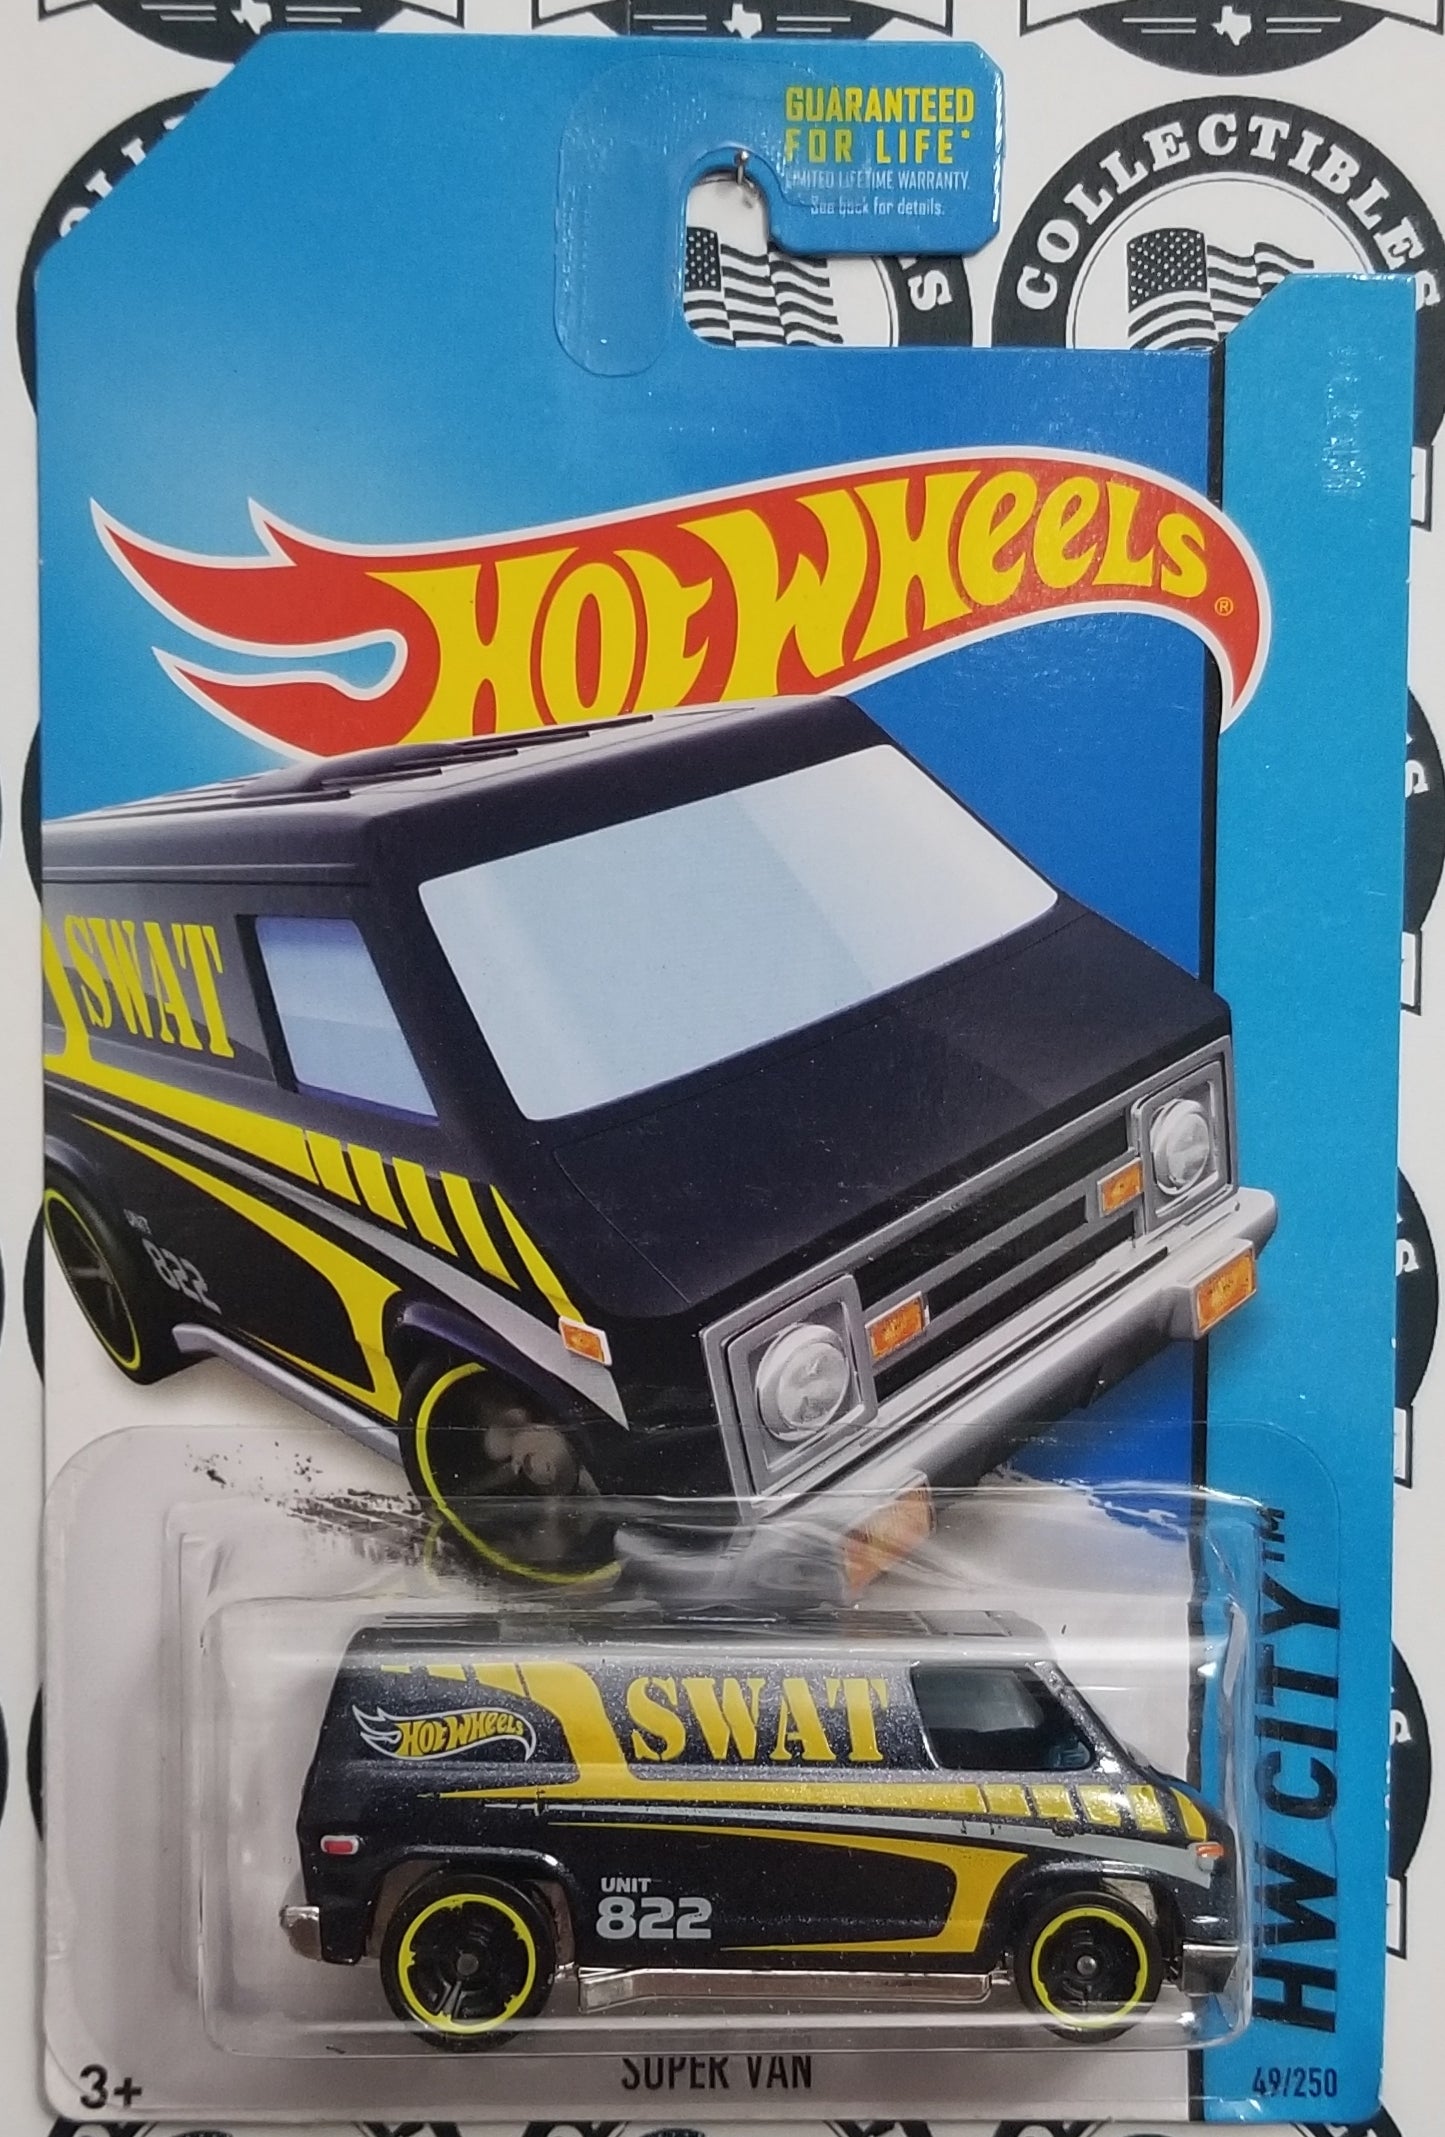 COLLECTIBLES
GUARANTEED
FOR LIFE*
LIMITED LIFETIME WARRANTY.
See back for details.
HOT WHEELS®
SWAT
UNIT
822
HOT WHEELS
SWAT
UNIT
822
HW CITY™
SUPER VAN
3+
49/250